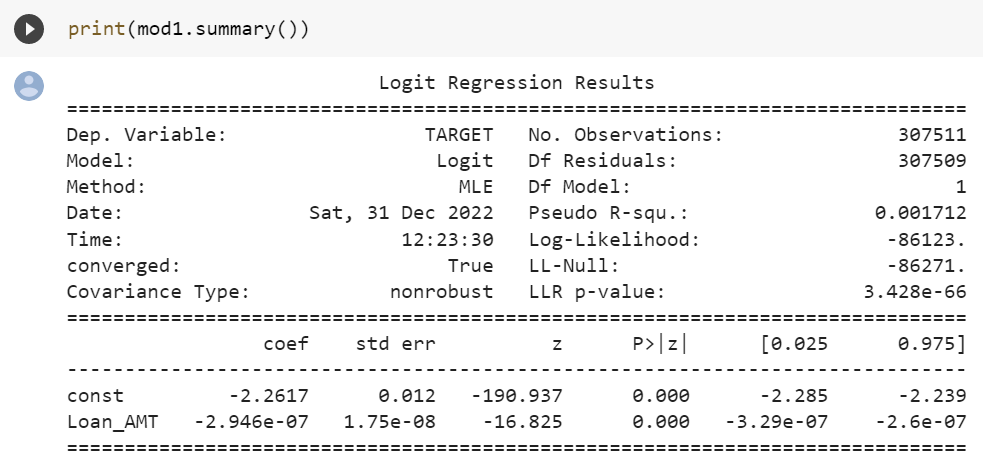 print(mod1.summary())
Logit Regression Results
==============================================================================
Dep. Variable:                 TARGET   No. Observations:               307511
Model:                          Logit   Df Residuals:                   307509
Method:                           MLE   Df Model:                            1
Date:                Sat, 31 Dec 2022   Pseudo R-squ.:                0.001712
Time:                        12:23:30   Log-Likelihood:                -86123.
converged:                       True   LL-Null:                       -86271.
Covariance Type:            nonrobust   LLR p-value:                 3.428e-66
==============================================================================
                 coef    std err          z      P>|z|      [0.025      0.975]
------------------------------------------------------------------------------
const         -2.2617      0.012   -190.937      0.000      -2.285      -2.239
Loan_AMT   -2.946e-07   1.75e-08    -16.825      0.000   -3.29e-07    -2.6e-07
==============================================================================